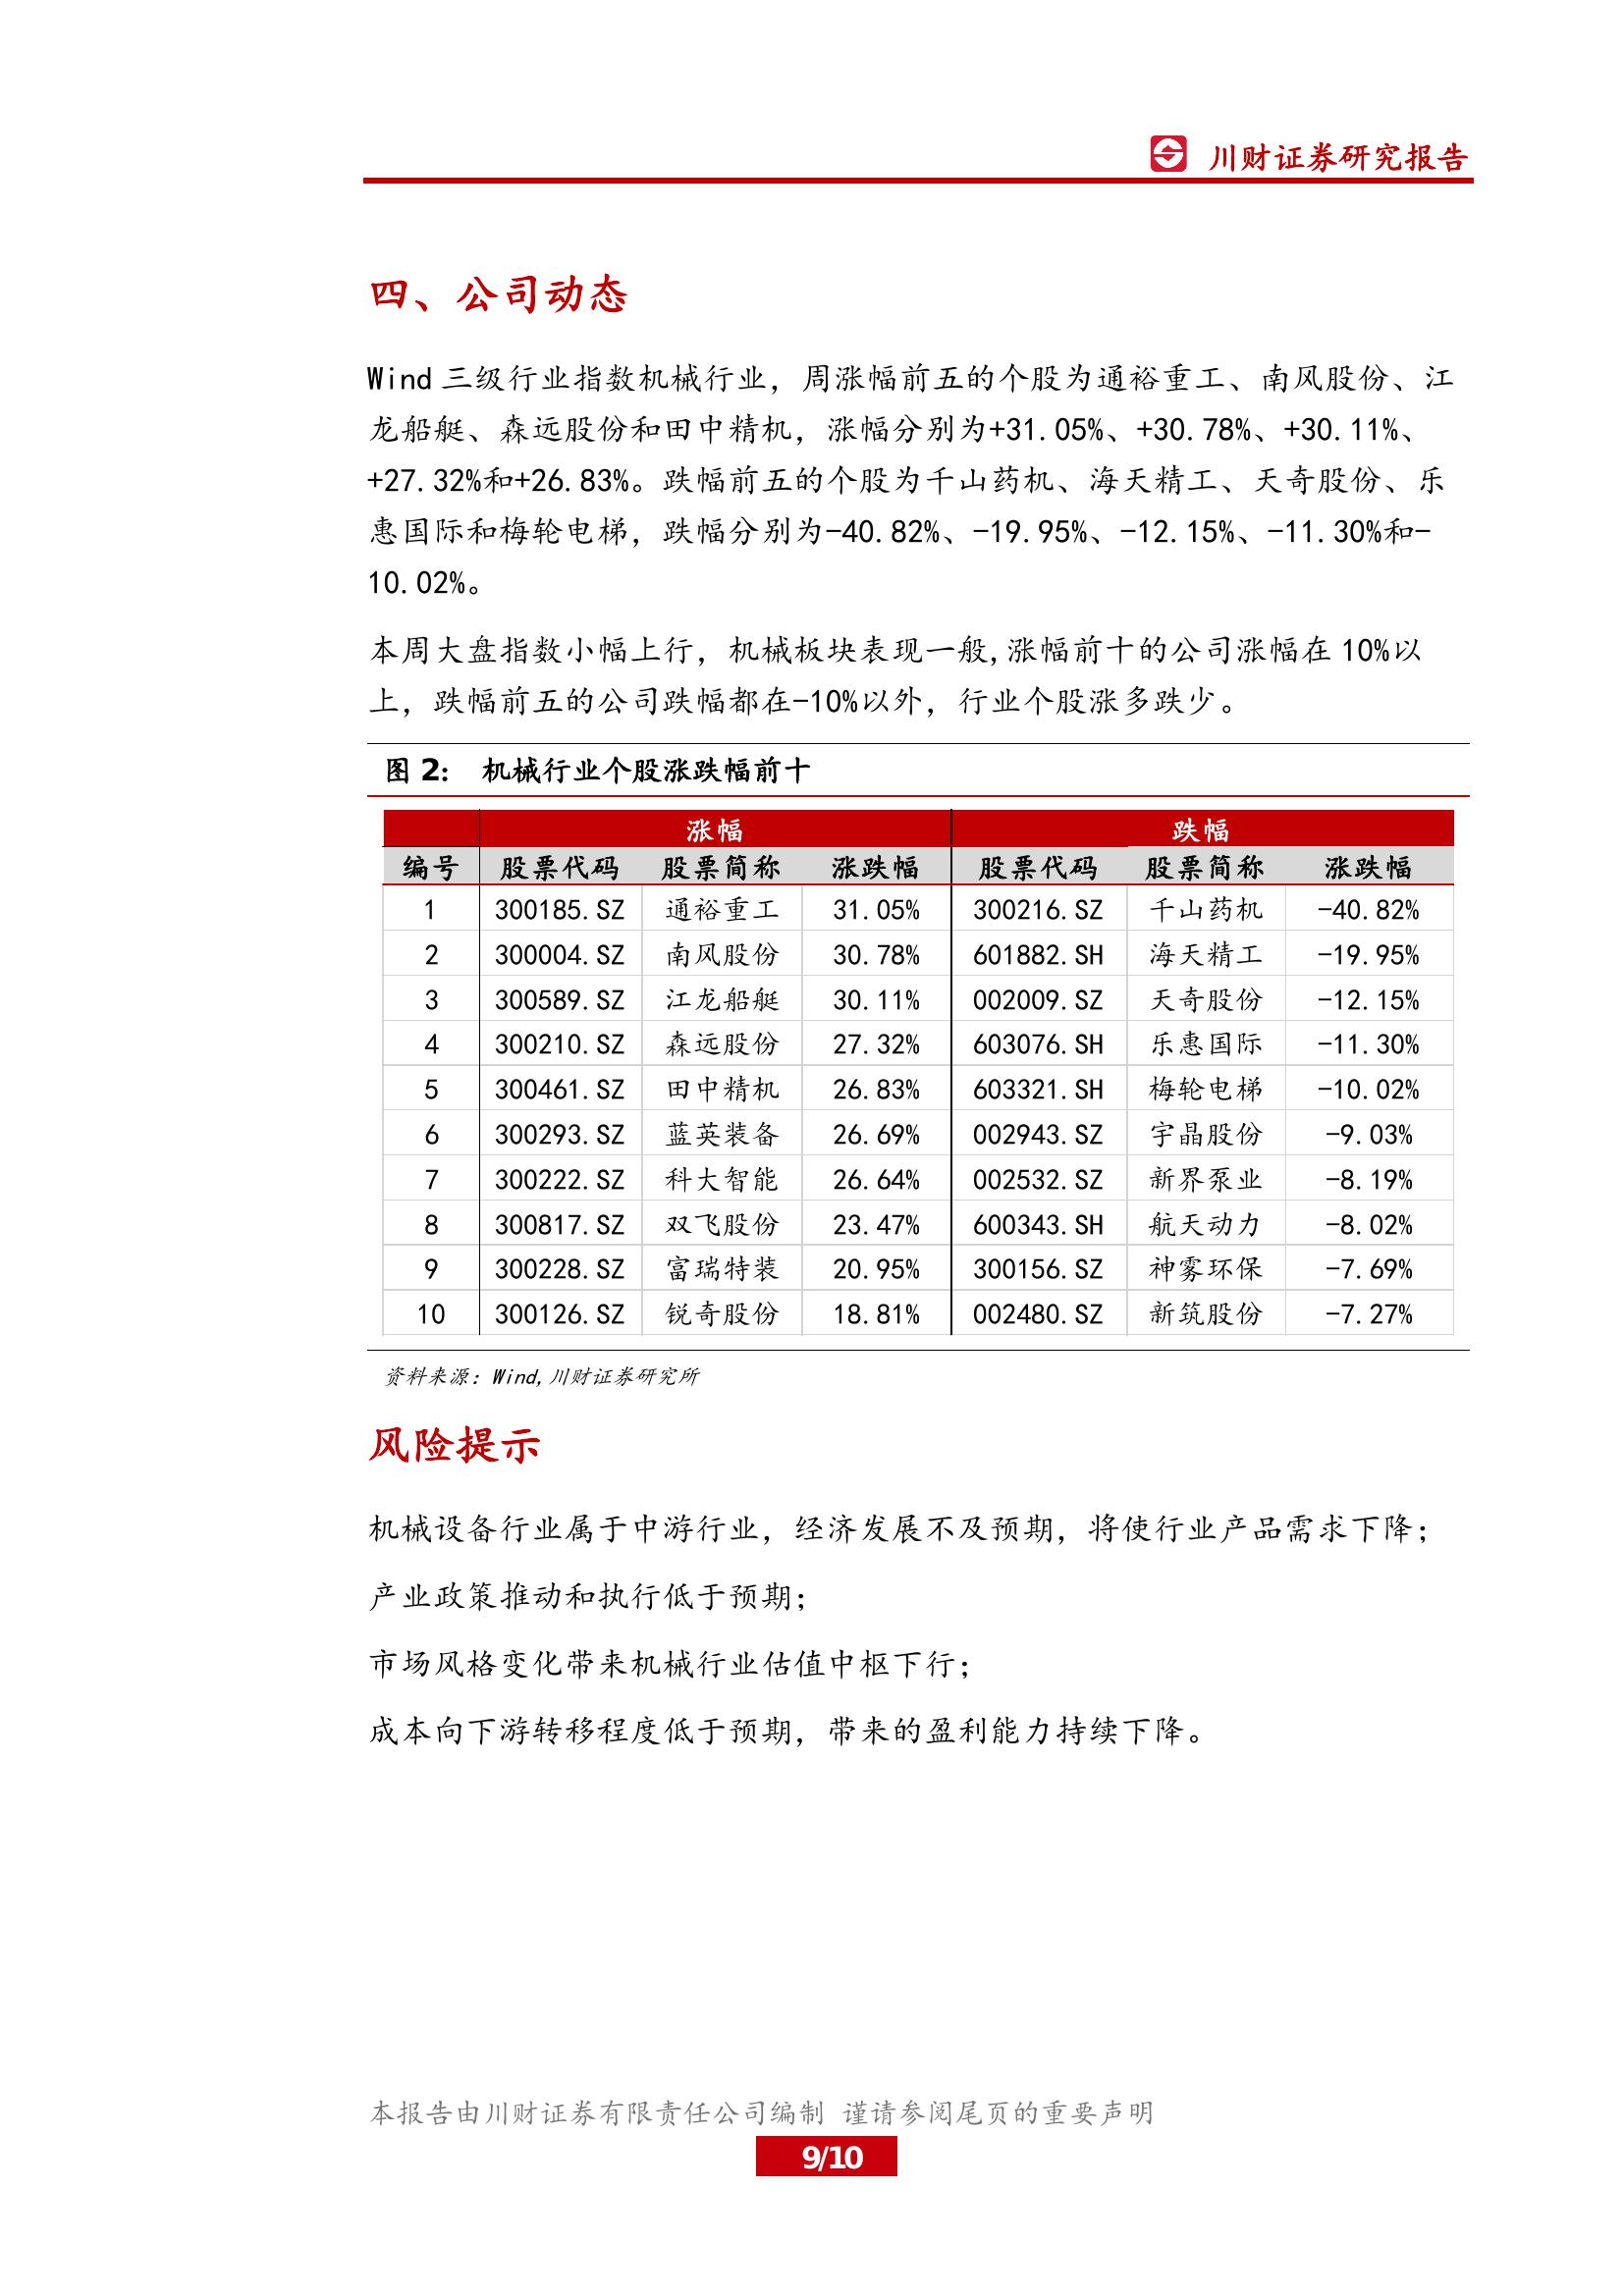 川财证券研究报告
四、公司动态
Wind 三级行业指数机械行业，周涨幅前五的个股为通裕重工、南风股份、江
龙船艇、森远股份和田中精机，涨幅分别为+31.05%、+30.78%、+30.11%、
+27.32%和+26.83%。跌幅前五的个股为千山药机、海天精工、天奇股份、乐
惠国际和梅轮电梯，跌幅分别为-40.82%、-19.95%、-12.15%、-11.30%和-
10.02%。
本周大盘指数小幅上行，机械板块表现一般,涨幅前十的公司涨幅在 10%以
上，跌幅前五的公司跌幅都在-10%以外，行业个股涨多跌少。
图 2： 机械行业个股涨跌幅前十
涨幅 跌幅
编号 股票代码 股票简称 涨跌幅 股票代码 股票简称 涨跌幅
1 300185.SZ 通裕重工 31.05% 300216.SZ 千山药机 -40.82%
2 300004.SZ 南风股份 30.78% 601882.SH 海天精工 -19.95%
3 300589.SZ 江龙船艇 30.11% 002009.SZ 天奇股份 -12.15%
4 300210.SZ 森远股份 27.32% 603076.SH 乐惠国际 -11.30%
5 300461.SZ 田中精机 26.83% 603321.SH 梅轮电梯 -10.02%
6 300293.SZ 蓝英装备 26.69% 002943.SZ 宇晶股份 -9.03%
7 300222.SZ 科大智能 26.64% 002532.SZ 新界泵业 -8.19%
8 300817.SZ 双飞股份 23.47% 600343.SH 航天动力 -8.02%
9 300228.SZ 富瑞特装 20.95% 300156.SZ 神雾环保 -7.69%
10 300126.SZ 锐奇股份 18.81% 002480.SZ 新筑股份 -7.27%
资料来源：Wind,川财证券研究所
风险提示
机械设备行业属于中游行业，经济发展不及预期，将使行业产品需求下降；
产业政策推动和执行低于预期；
市场风格变化带来机械行业估值中枢下行；
成本向下游转移程度低于预期，带来的盈利能力持续下降。
本报告由川财证券有限责任公司编制 谨请参阅尾页的重要声明
9/10